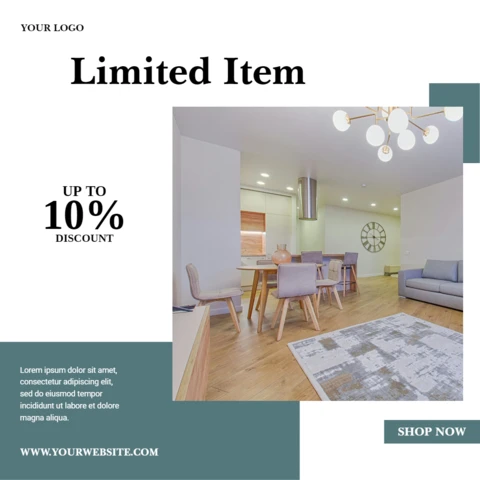 YOUR LOGO
Limited Item
UP TO
10%
DISCOUNT
Lorem ipsum dolor sit amet,
consectetur adipiscing elit,
sed do eiusmod tempor
incididunt ut labore et dolore
magna aliqua.
WWW.YOURWEBSITE.COM
SHOP NOW